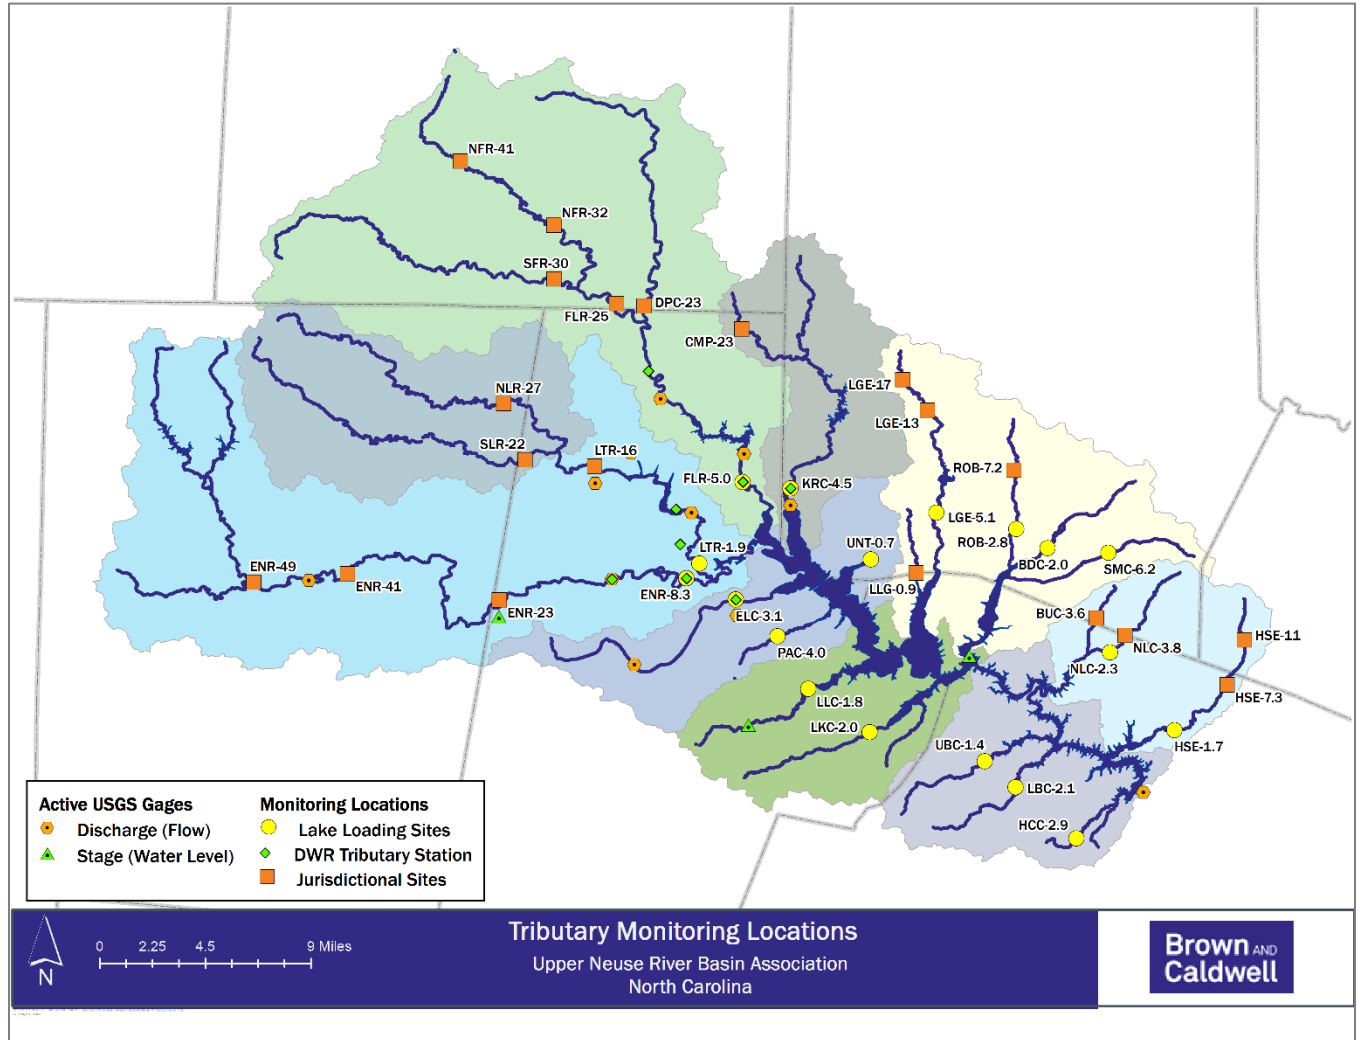 NFR-41
NFR-32
SFR-30
FLR-25
DPC-23
CMP-23
LGE-17
NLR-27
LGE-13
SLR-22
LTR-16
ROB-7.2
FLR-5.0
KRC-4.5
LGE-5.1
ROB-2.8
UNT-0.7
LTR-1.9
BDC-2.0
SMC-6.2
ENR-49
ENR-41
ENR-8.3
LLG-0.9
ENR-23
ELC-3.1
BUC-3.6
HSE-11
PAC-4.0
NLC-3.8
NLC-2.3
HSE-7.3
LLC-1.8
LKC-2.0
UBC-1.4
HSE-1.7
LBC-2.1
HCC-2.9
Active USGS Gages
Discharge (Flow)
Stage (Water Level)
Monitoring Locations
Lake Loading Sites
DWR Tributary Station
Jurisdictional Sites
N
0 2.25 4.5 9 Miles
Tributary Monitoring Locations
Upper Neuse River Basin Association
North Carolina
Brown AND
Caldwell